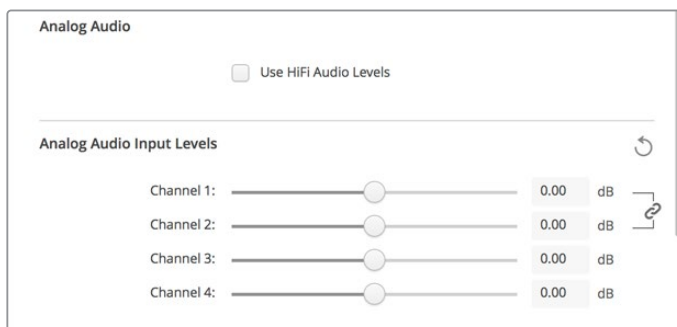 Analog Audio
Use HiFi Audio Levels
Analog Audio Input Levels
Channel 1: 0.00 dB
Channel 2: 0.00 dB
Channel 3: 0.00 dB
Channel 4: 0.00 dB